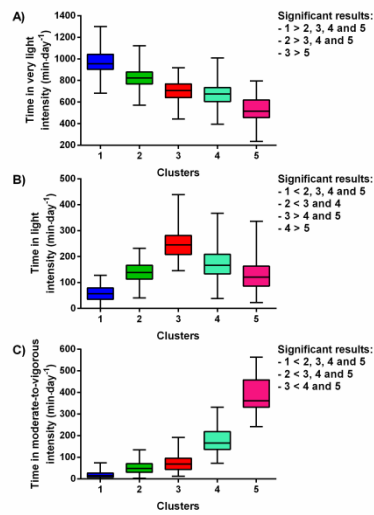 A)
Time in very light
intensity (min-day-1)
1400
1200
1000
800
600
400
200
1 2 3 4 5
Clusters
Significant results:
- 1 > 2, 3, 4 and 5
- 2 > 3, 4 and 5
- 3 > 5
B)
Time in light
intensity (min-day-1)
500
400
300
200
100
0
1 2 3 4 5
Clusters
Significant results:
- 1 < 2, 3, 4 and 5
- 2 < 3 and 4
- 3 > 4 and 5
- 4 > 5
C)
Time in moderate-to-vigorous
intensity (min-day-1)
600
500
400
300
200
100
0
1 2 3 4 5
Clusters
Significant results:
- 1 < 2, 3, 4 and 5
- 2 < 3, 4 and 5
- 3 < 4 and 5